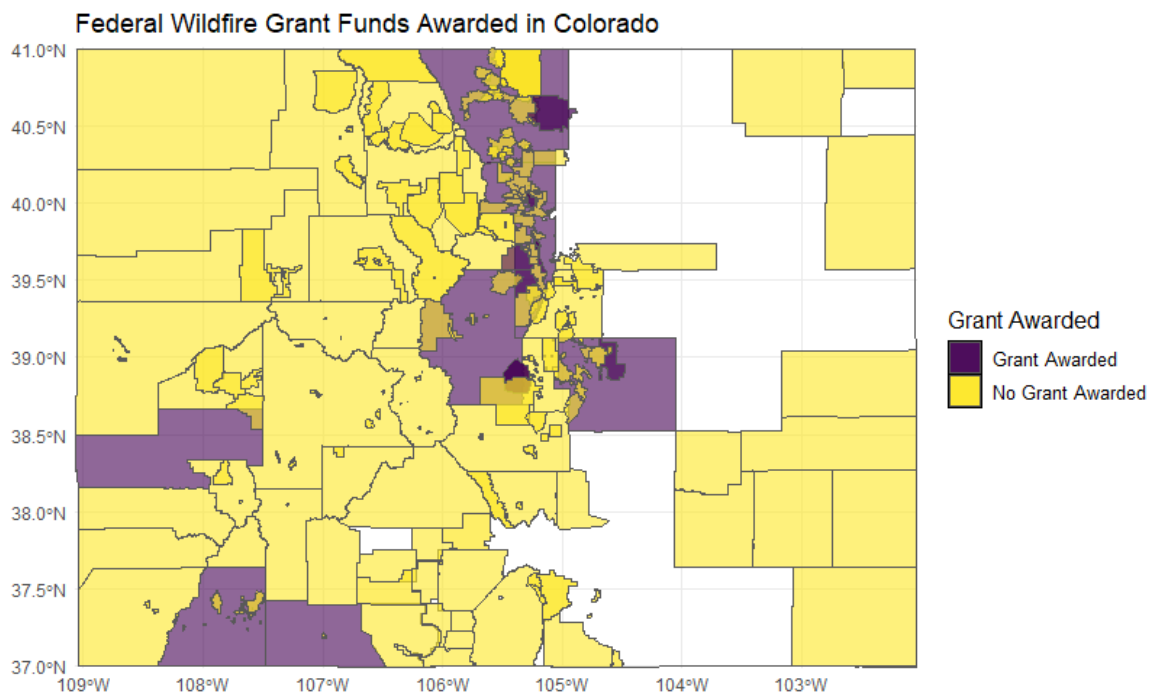 Federal Wildfire Grant Funds Awarded in Colorado
41.0°N
40.5°N
40.0°N
39.5°N
39.0°N
38.5°N
38.0°N
37.5°N
37.0°N
109°W 108°W 107°W 106°W 105°W 104°W 103°W
Grant Awarded
Grant Awarded
No Grant Awarded